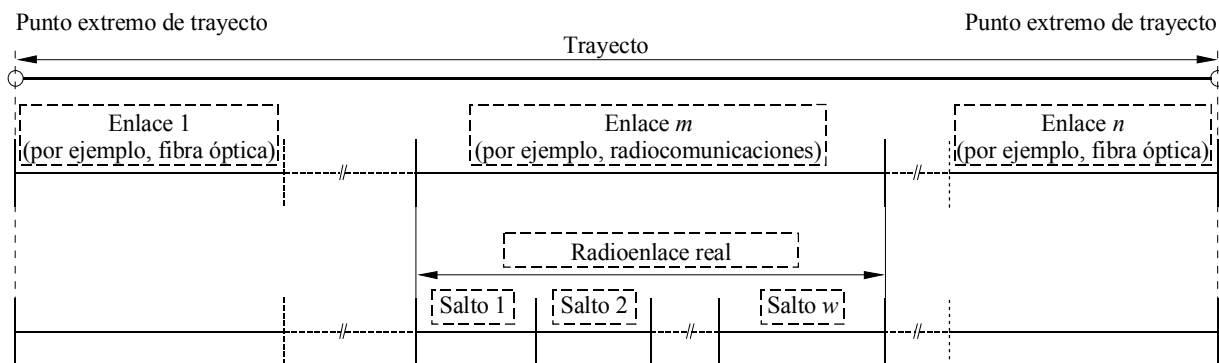 Punto extremo de trayecto
Punto extremo de trayecto
Trayecto
Enlace 1
(por ejemplo, fibra óptica)
Enlace m
(por ejemplo, radiocomunicaciones)
Enlace n
(por ejemplo, fibra óptica)
Radioenlace real
Salto 1
Salto 2
Salto w